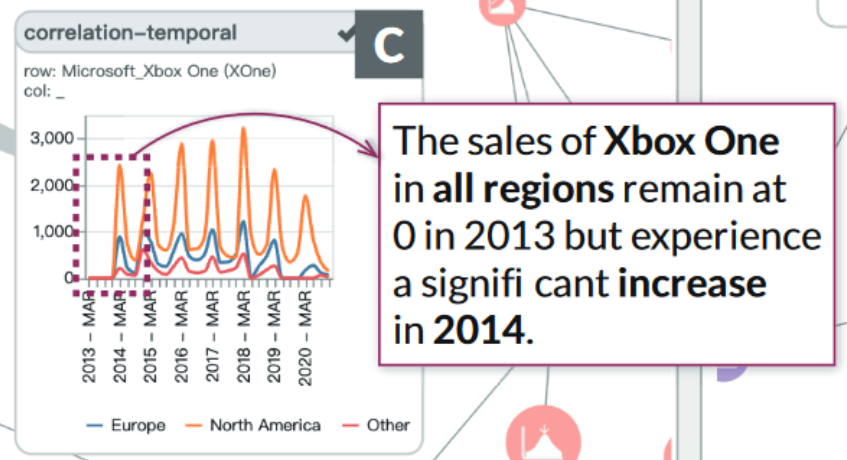 correlation-temporal
C
row: Microsoft_Xbox One (XOne)
col: _
3,000
2,000
1,000
0
2013 - MAR
2014 - MAR
2015 - MAR
2016 - MAR
2017 - MAR
2018 - MAR
2019 - MAR
2020 - MAR
Europe
North America
Other
The sales of Xbox One
in all regions remain at
0 in 2013 but experience
a signifi cant increase
in 2014.